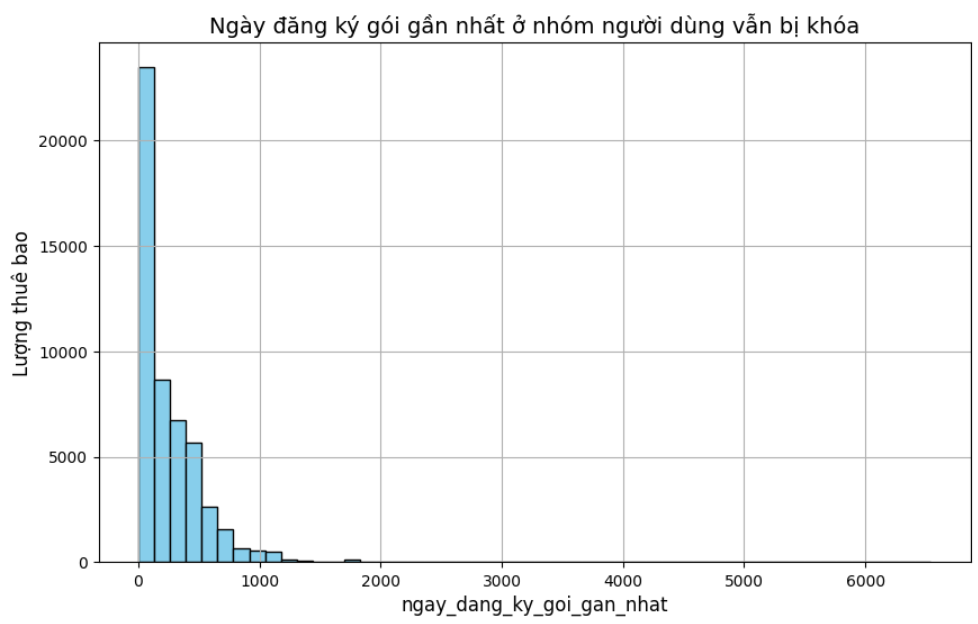 Ngày đăng ký gói gần nhất ở nhóm người dùng vẫn bị khóa
Lượng thuê bao
20000
15000
10000
5000
0
0 1000 2000 3000 4000 5000 6000
ngay_dang_ky_goi_gan_nhat